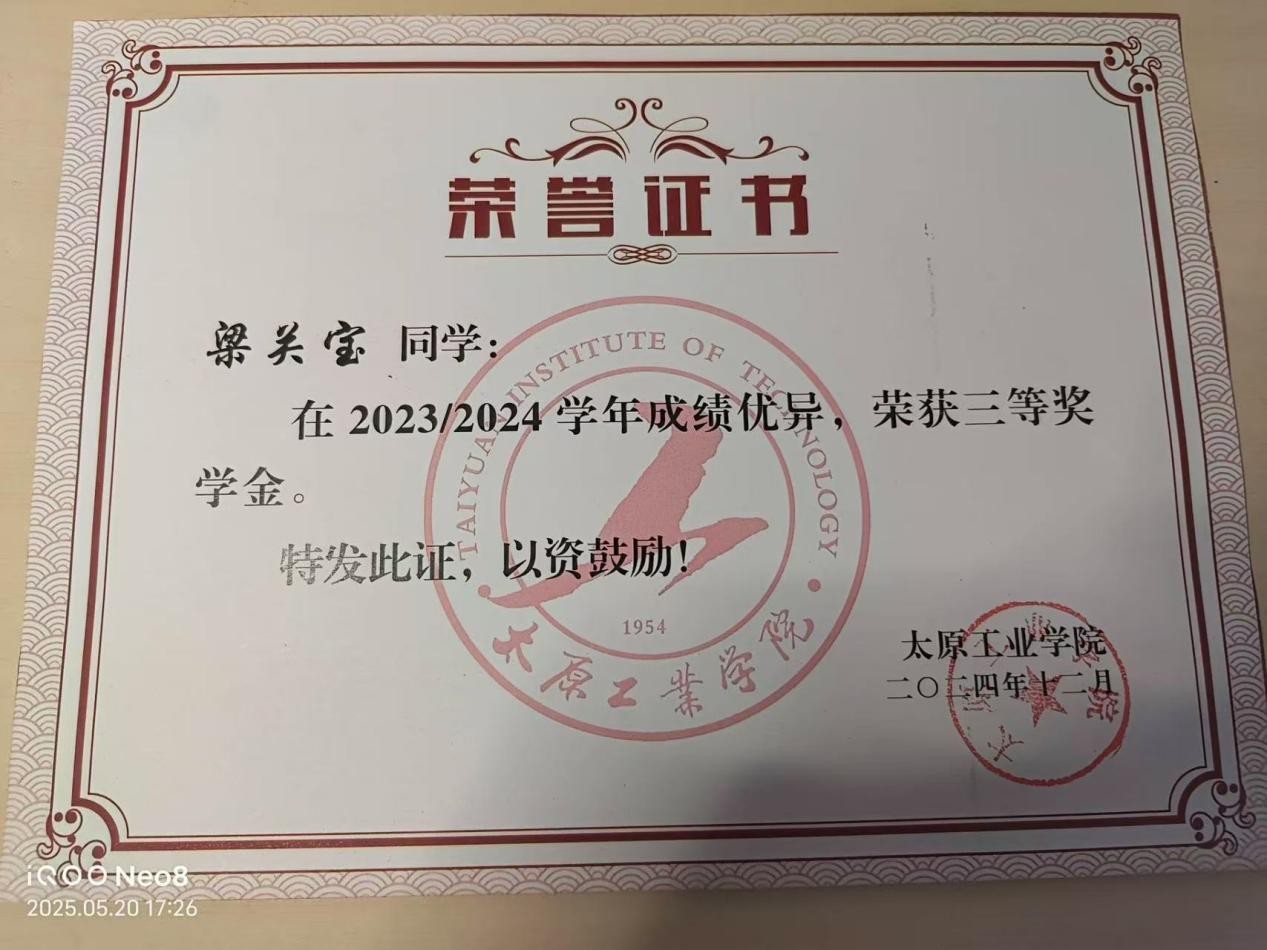 荣誉证书
梁关宝 同学：
在 2023/2024 学年成绩优异，荣获三等奖
学金。
特发此证，以资鼓励！
TAIYUAN INSTITUTE OF TECHNOLOGY
1954
太原工业学院
太原工业学院
二〇二四年十二月
iQOO Neo8
2025.05.20 17:26